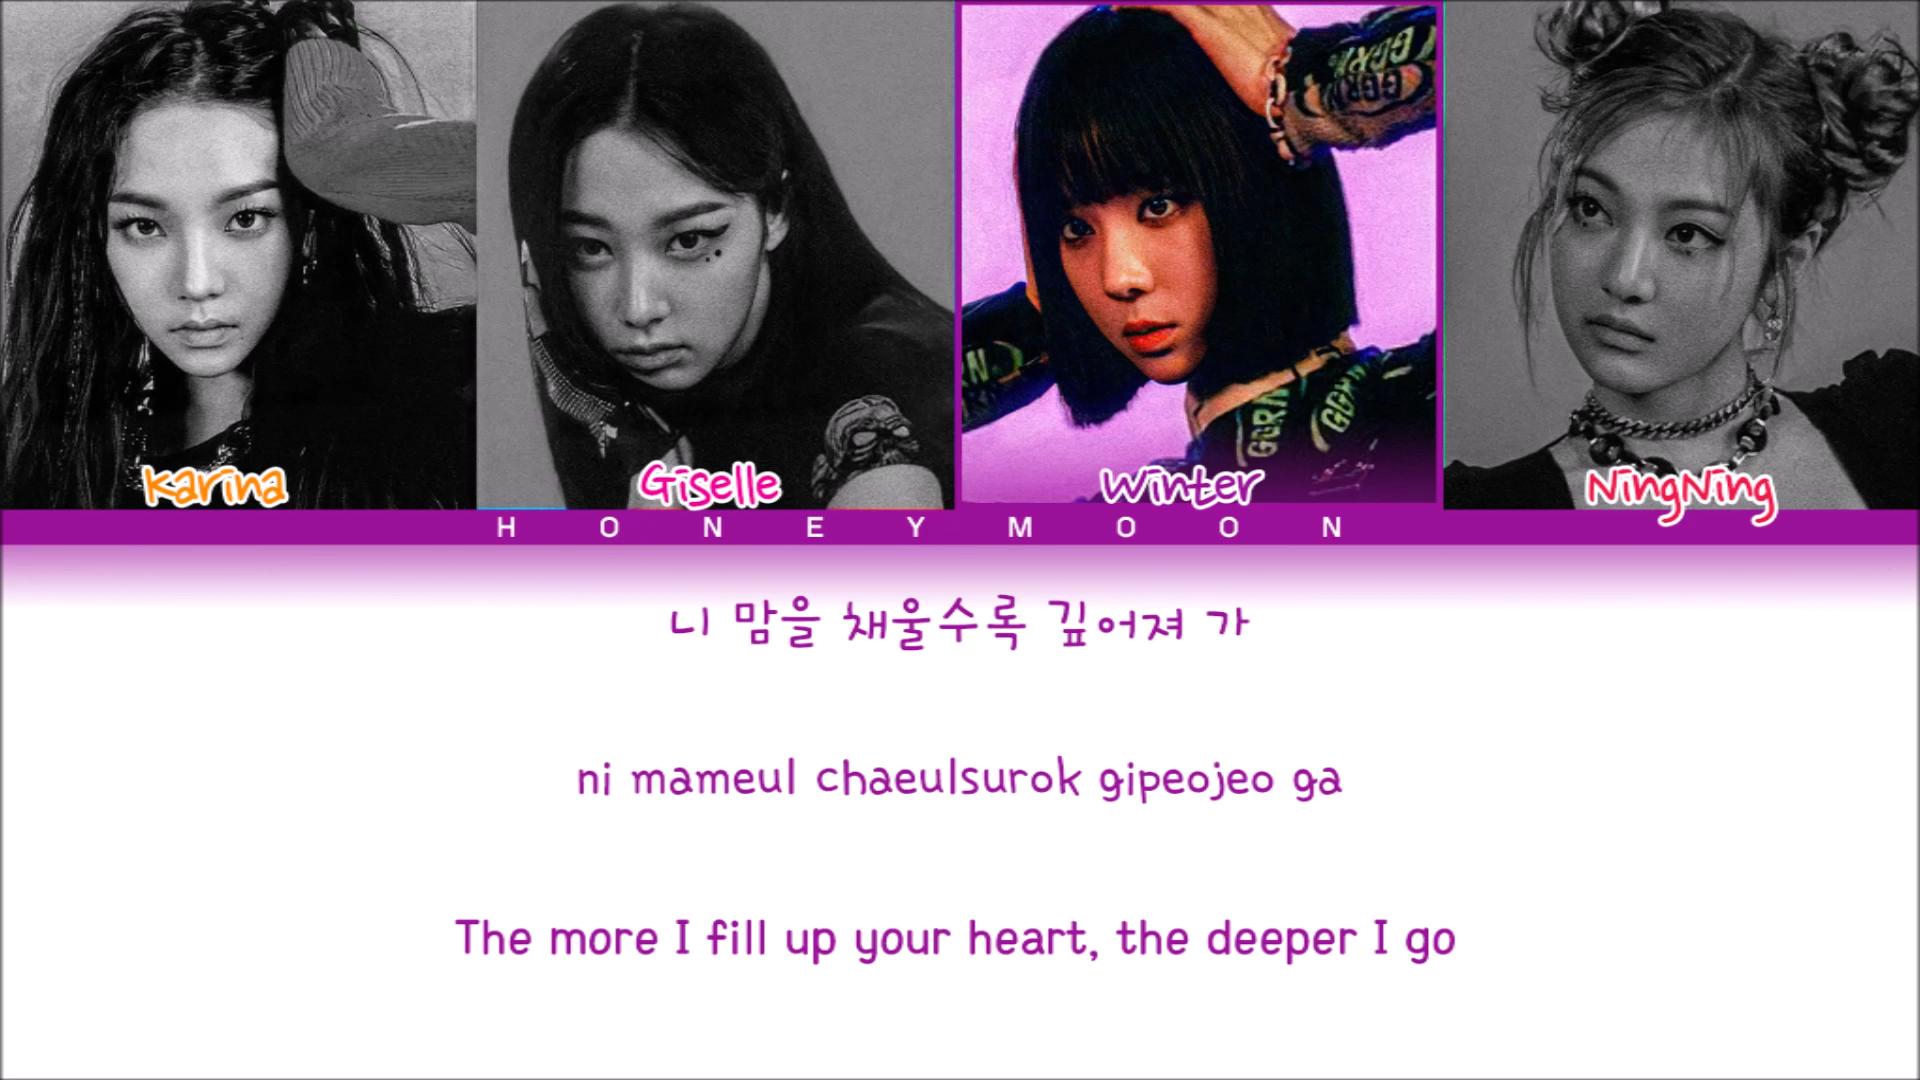 Karina
Giselle
Winter
NingNing
HONEYMOON
니 맘을 채울수록 깊어져 가
ni mameul chaeulsurok gipeojeo ga
The more I fill up your heart, the deeper I go